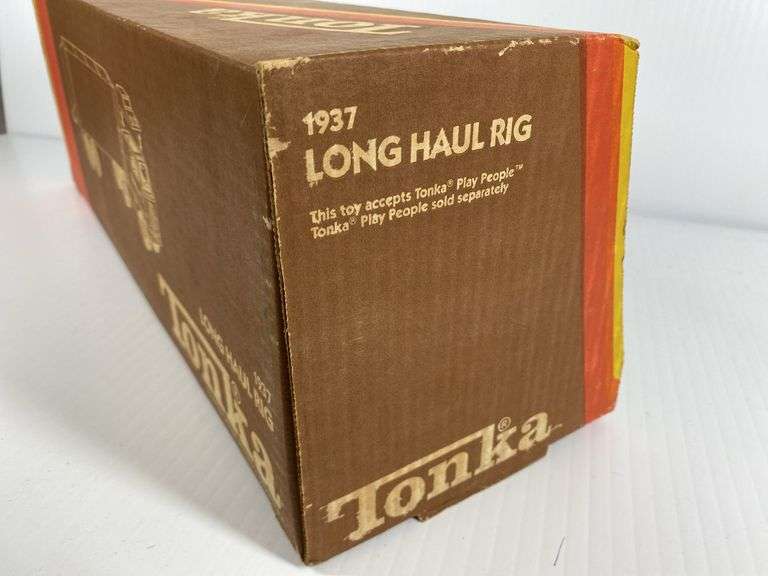 Tonka
1937
LONG HAUL RIG
This toy accepts Tonka® Play People™
Tonka® Play People sold separately
Tonka®
1937
LONG HAUL RIG
Tonka®